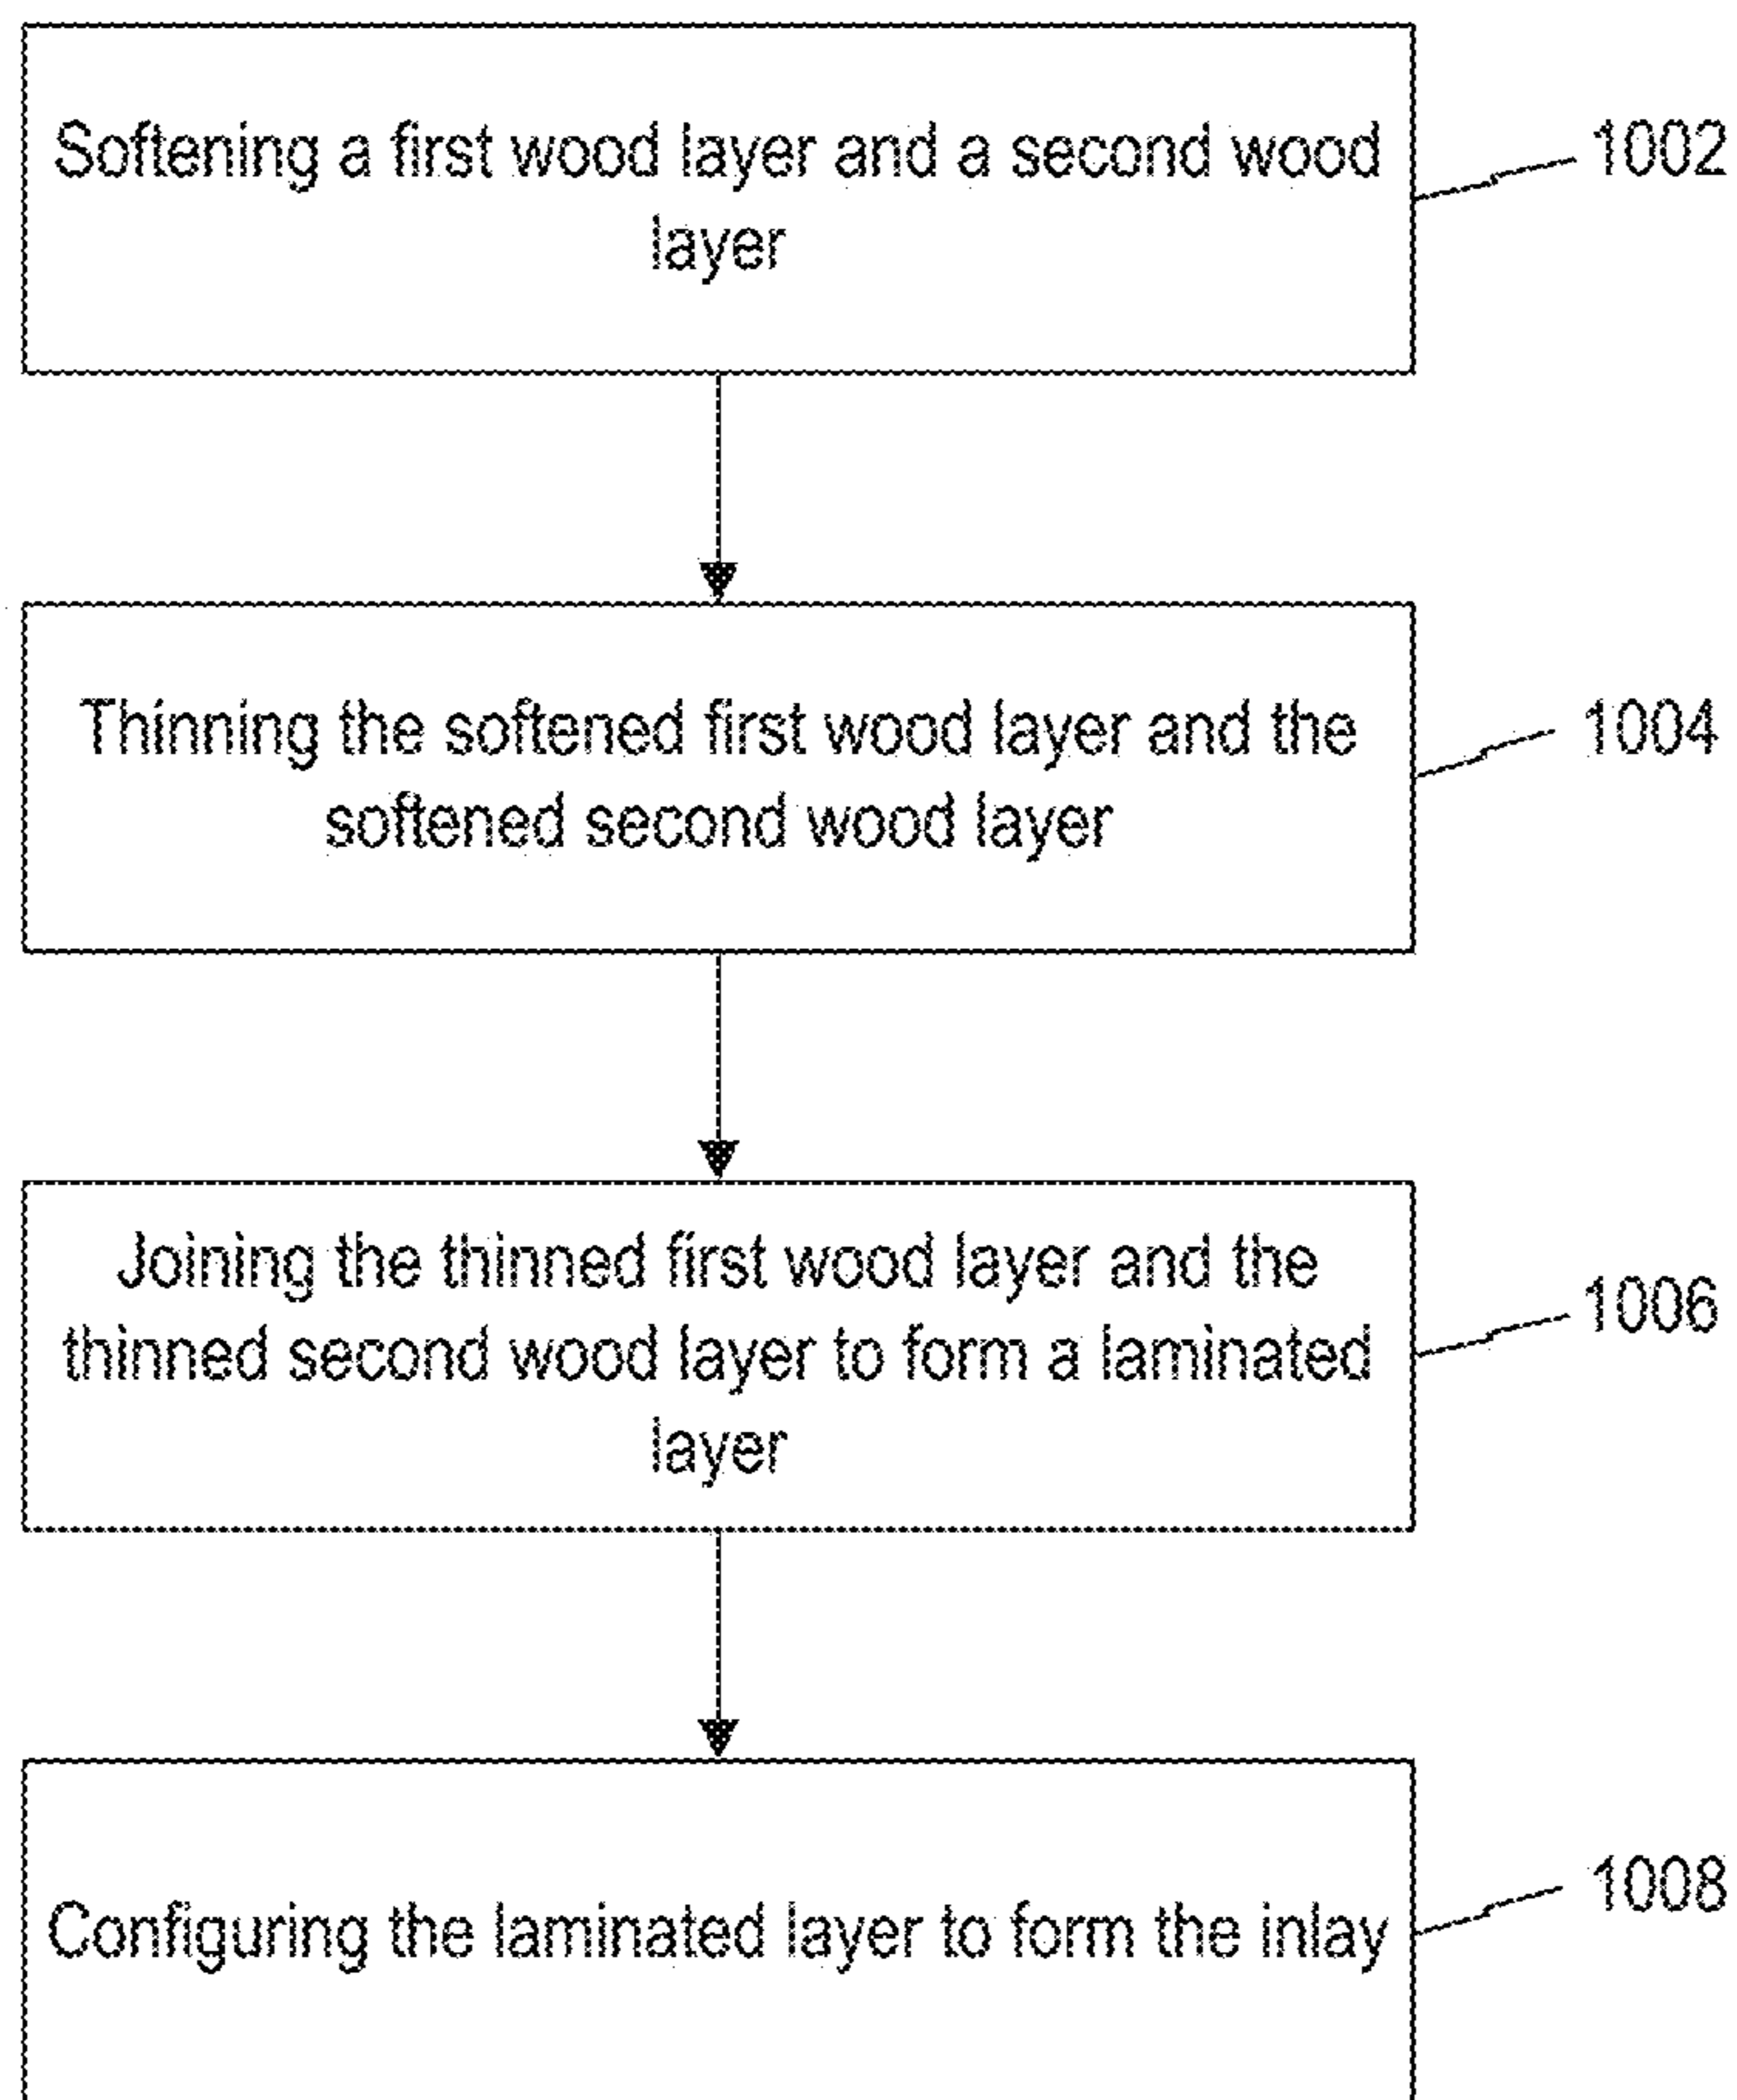 Softening a first wood layer and a second wood
layer
1002
Thinning the softened first wood layer and the
softened second wood layer
1004
Joining the thinned first wood layer and the
thinned second wood layer to form a laminated
layer
1006
Configuring the laminated layer to form the inlay
1008